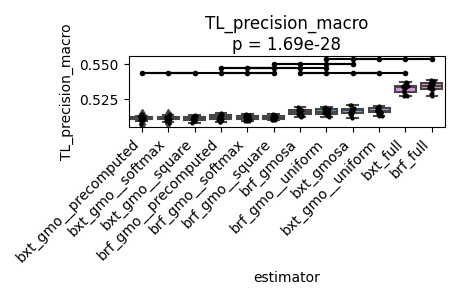 TL_precision_macro
p = 1.69e-28
TL_precision_macro
0.550
0.525
bxt_gmo__precomputed
bxt_gmo__softmax
bxt_gmo__square
brf_gmo__precomputed
brf_gmo__softmax
brf_gmo__square
brf_gmosa
brf_gmo__uniform
bxt_gmosa
bxt_gmo__uniform
bxt_full
brf_full
estimator